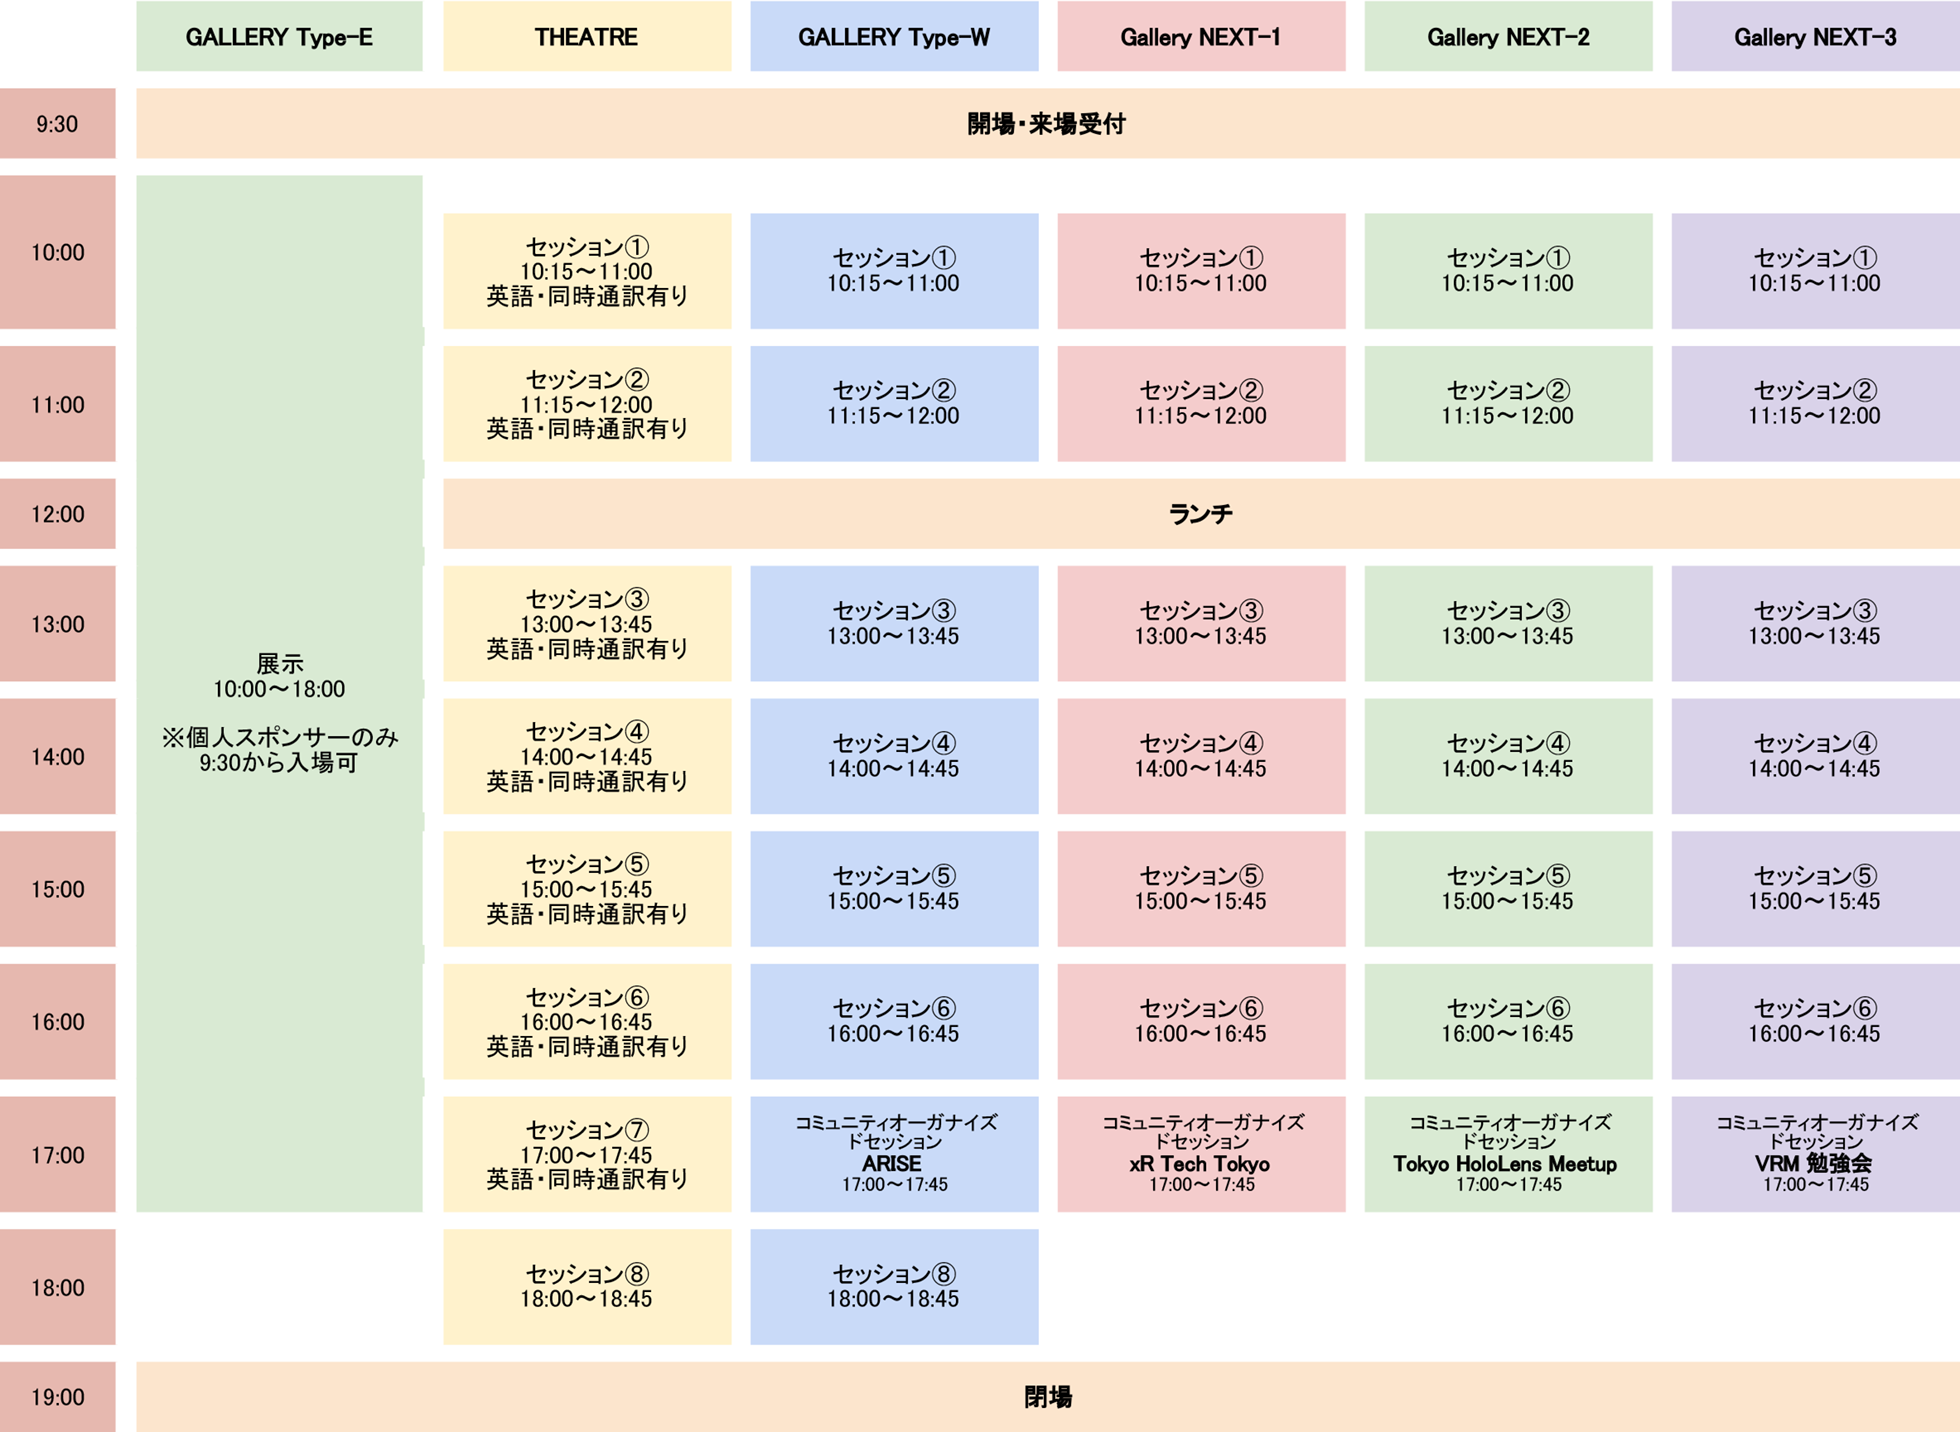 GALLERY Type-E
THEATRE
GALLERY Type-W
Gallery NEXT-1
Gallery NEXT-2
Gallery NEXT-3
9:30
開場・来場受付
10:00
セッション①
10:15～11:00
英語・同時通訳有り
セッション①
10:15～11:00
セッション①
10:15～11:00
セッション①
10:15～11:00
セッション①
10:15～11:00
11:00
セッション②
11:15～12:00
英語・同時通訳有り
セッション②
11:15～12:00
セッション②
11:15～12:00
セッション②
11:15～12:00
セッション②
11:15～12:00
12:00
ランチ
展示
10:00～18:00
※個人スポンサーのみ
9:30から入場可
13:00
セッション③
13:00～13:45
英語・同時通訳有り
セッション③
13:00～13:45
セッション③
13:00～13:45
セッション③
13:00～13:45
セッション③
13:00～13:45
14:00
セッション④
14:00～14:45
英語・同時通訳有り
セッション④
14:00～14:45
セッション④
14:00～14:45
セッション④
14:00～14:45
セッション④
14:00～14:45
15:00
セッション⑤
15:00～15:45
英語・同時通訳有り
セッション⑤
15:00～15:45
セッション⑤
15:00～15:45
セッション⑤
15:00～15:45
セッション⑤
15:00～15:45
16:00
セッション⑥
16:00～16:45
英語・同時通訳有り
セッション⑥
16:00～16:45
セッション⑥
16:00～16:45
セッション⑥
16:00～16:45
セッション⑥
16:00～16:45
17:00
セッション⑦
17:00～17:45
英語・同時通訳有り
コミュニティオーガナイズ
ドセッション
ARISE
17:00～17:45
コミュニティオーガナイズ
ドセッション
xR Tech Tokyo
17:00～17:45
コミュニティオーガナイズ
ドセッション
Tokyo HoloLens Meetup
17:00～17:45
コミュニティオーガナイズ
ドセッション
VRM 勉強会
17:00～17:45
18:00
セッション⑧
18:00～18:45
セッション⑧
18:00～18:45
19:00
閉場